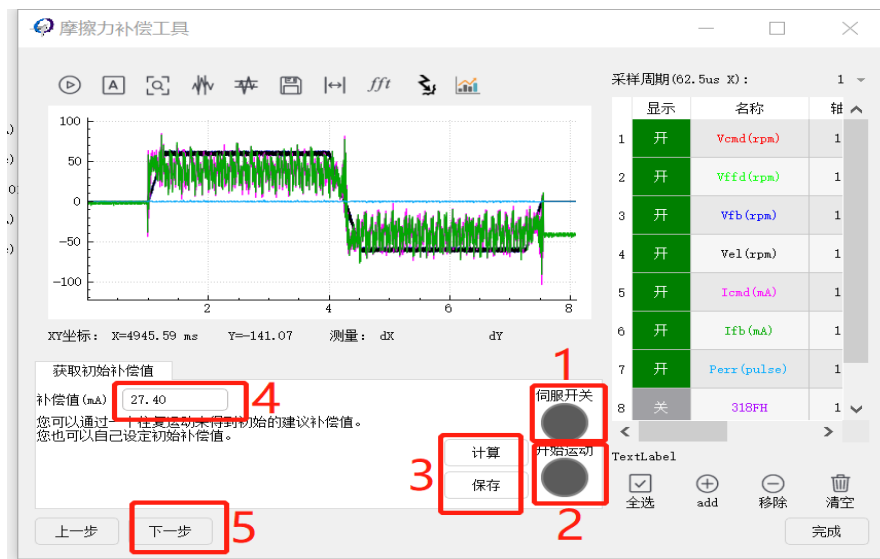 摩擦力补偿工具
A
fft
采样周期(62.5us X): 1
显示 名称 轴
1 开 Vcmd(rpm) 1
2 开 Vffd(rpm) 1
3 开 Vfb(rpm) 1
4 开 Vel(rpm) 1
5 开 Icmd(mA) 1
6 开 Ifb(mA) 1
7 开 Perr(pulse) 1
8 关 318FH 1
100
50
0
-50
-100
2 4 6 8
XY坐标: X=4945.59 ms Y=-141.07 测量: dX dY
获取初始补偿值
补偿值(mA) 27.40
4
您可以通过一个往复运动来得到初始的建议补偿值。
您也可以自己设定初始补偿值。
1
伺服开关
3
计算
保存
开始运动
2
TextLabel
全选 add 移除 清空
上一步 下一步 5 完成